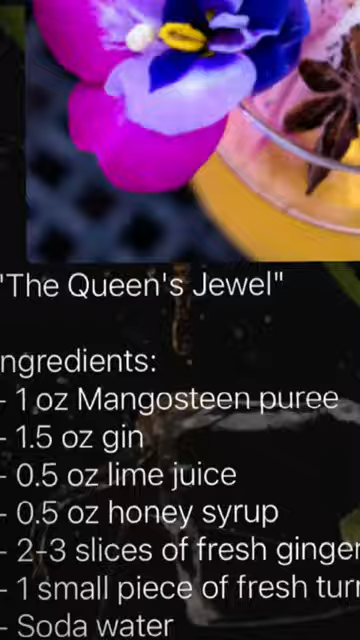 "The Queen's Jewel"
ngredients:
- 1 oz Mangosteen puree
- 1.5 oz gin
- 0.5 oz lime juice
- 0.5 oz honey syrup
- 2-3 slices of fresh ginger
- 1 small piece of fresh tur
- Soda water